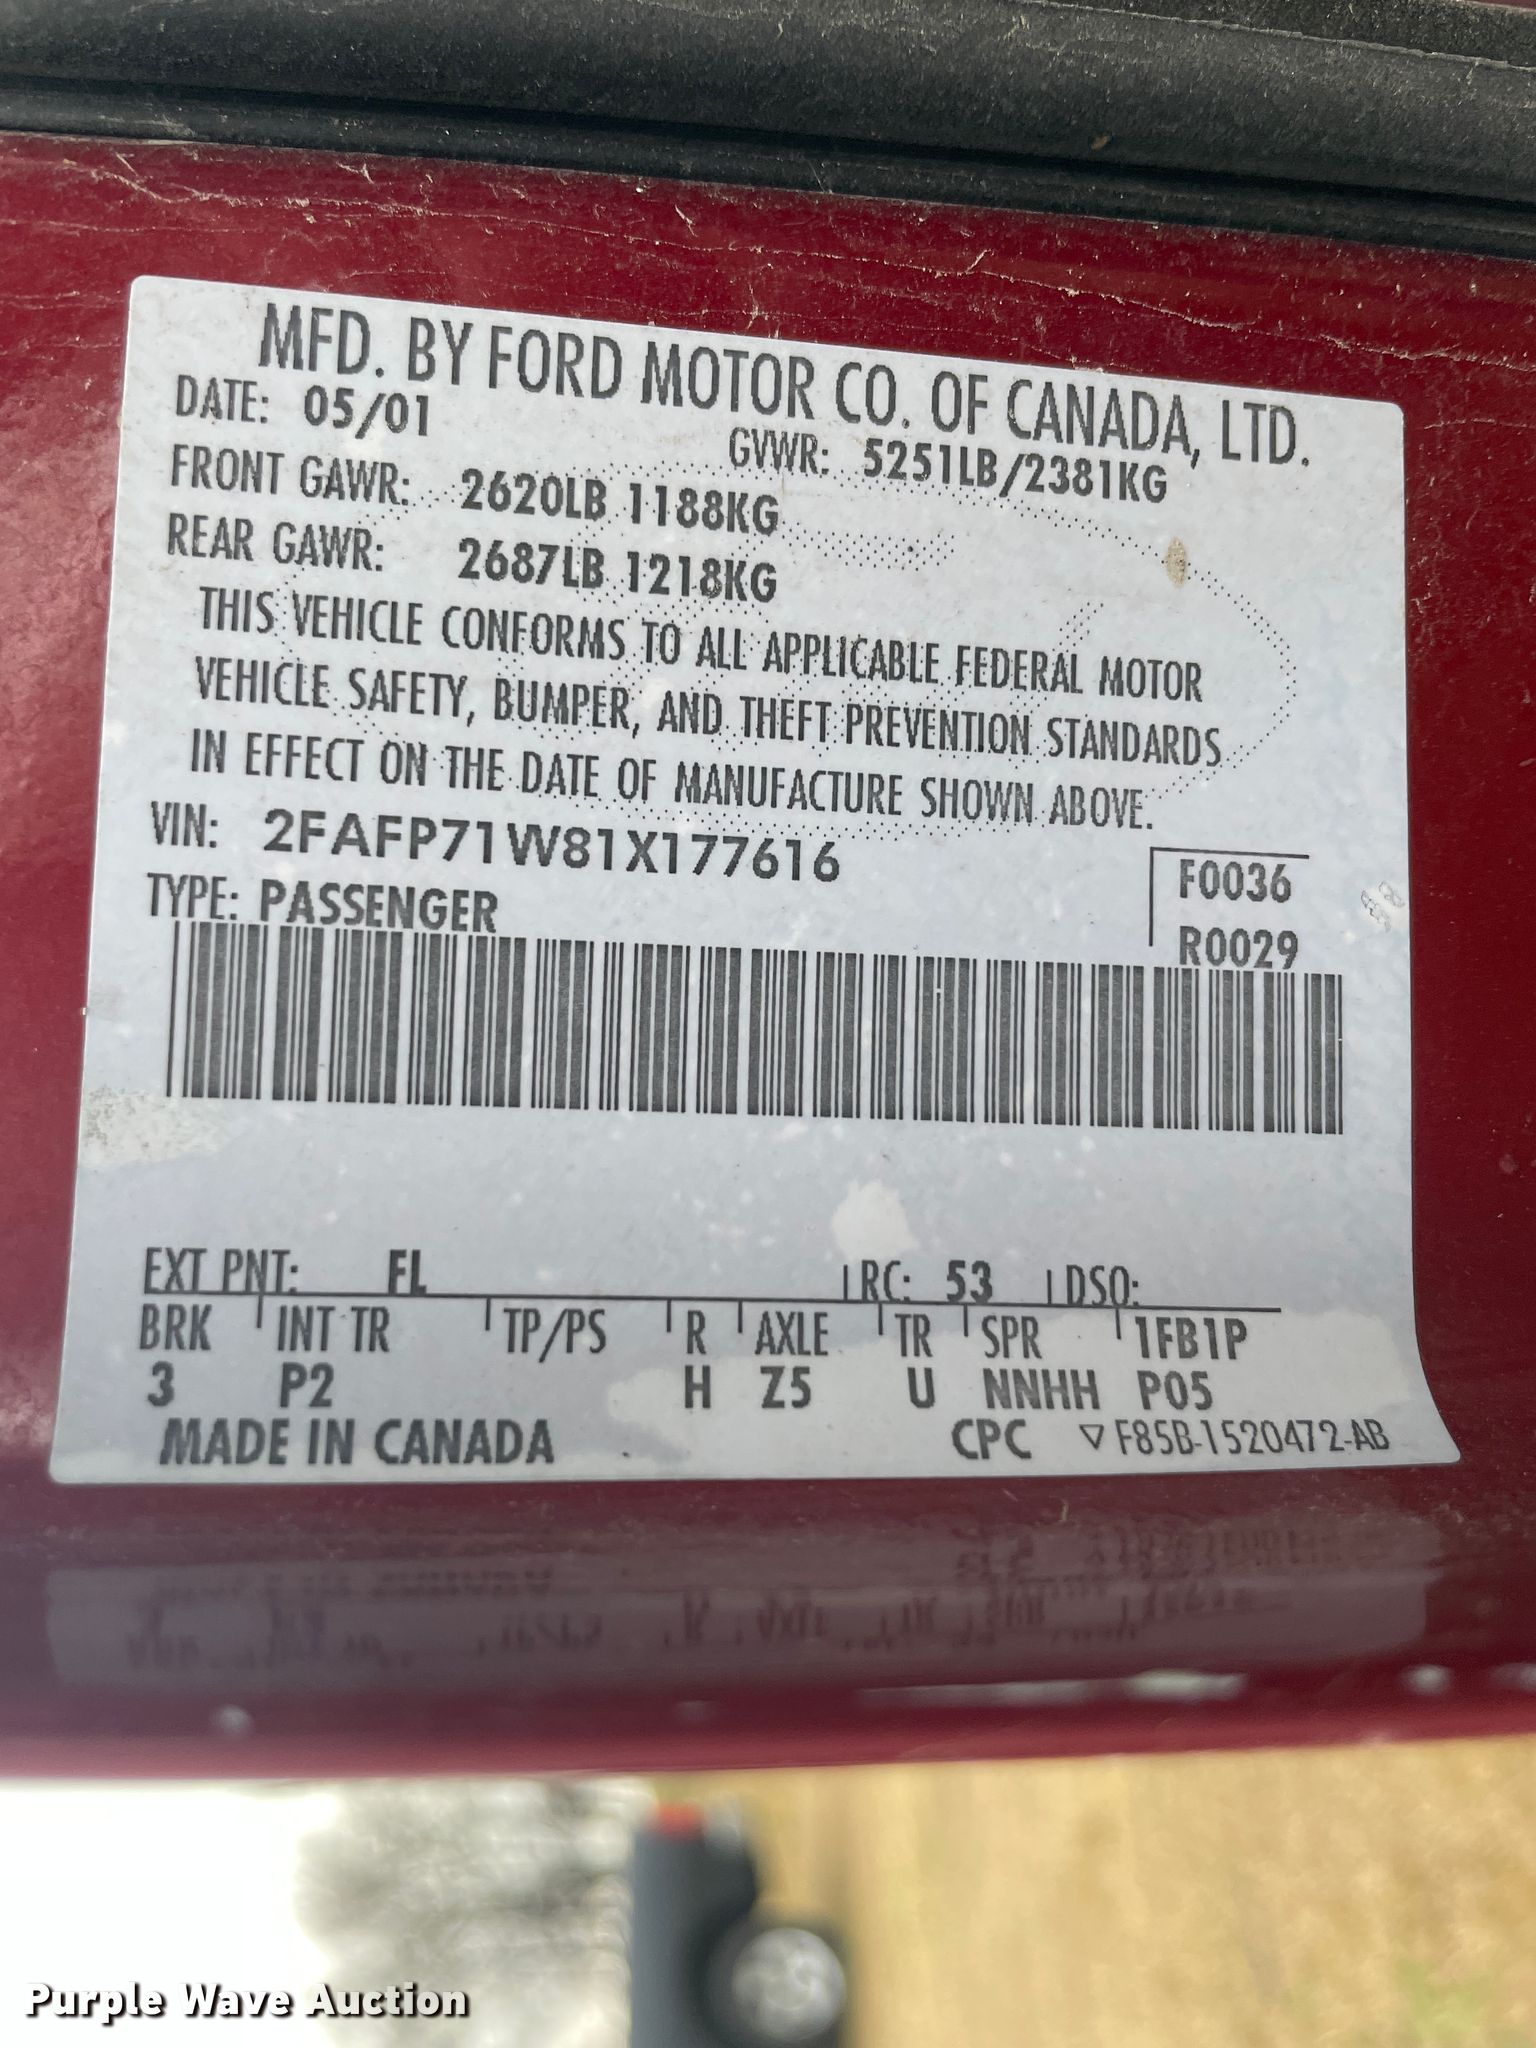 MFD. BY FORD MOTOR CO. OF CANADA, LTD.
DATE: 05/01 GVWR: 5251LB/2381KG
FRONT GAWR: 2620LB 1188KG
REAR GAWR: 2687LB 1218KG
THIS VEHICLE CONFORMS TO ALL APPLICABLE FEDERAL MOTOR
VEHICLE SAFETY, BUMPER, AND THEFT PREVENTION STANDARDS
IN EFFECT ON THE DATE OF MANUFACTURE SHOWN ABOVE.
VIN: 2FAFP71W81X177616
F0036
TYPE: PASSENGER
R0029
EXT PNT: FL RC: 53 DSO:
BRK INT TR TP/PS R AXLE TR SPR 1FB1P
3 P2 H Z5 U NNHH P05
MADE IN CANADA CPC ▽ F85B-1520472-AB
Purple Wave Auction